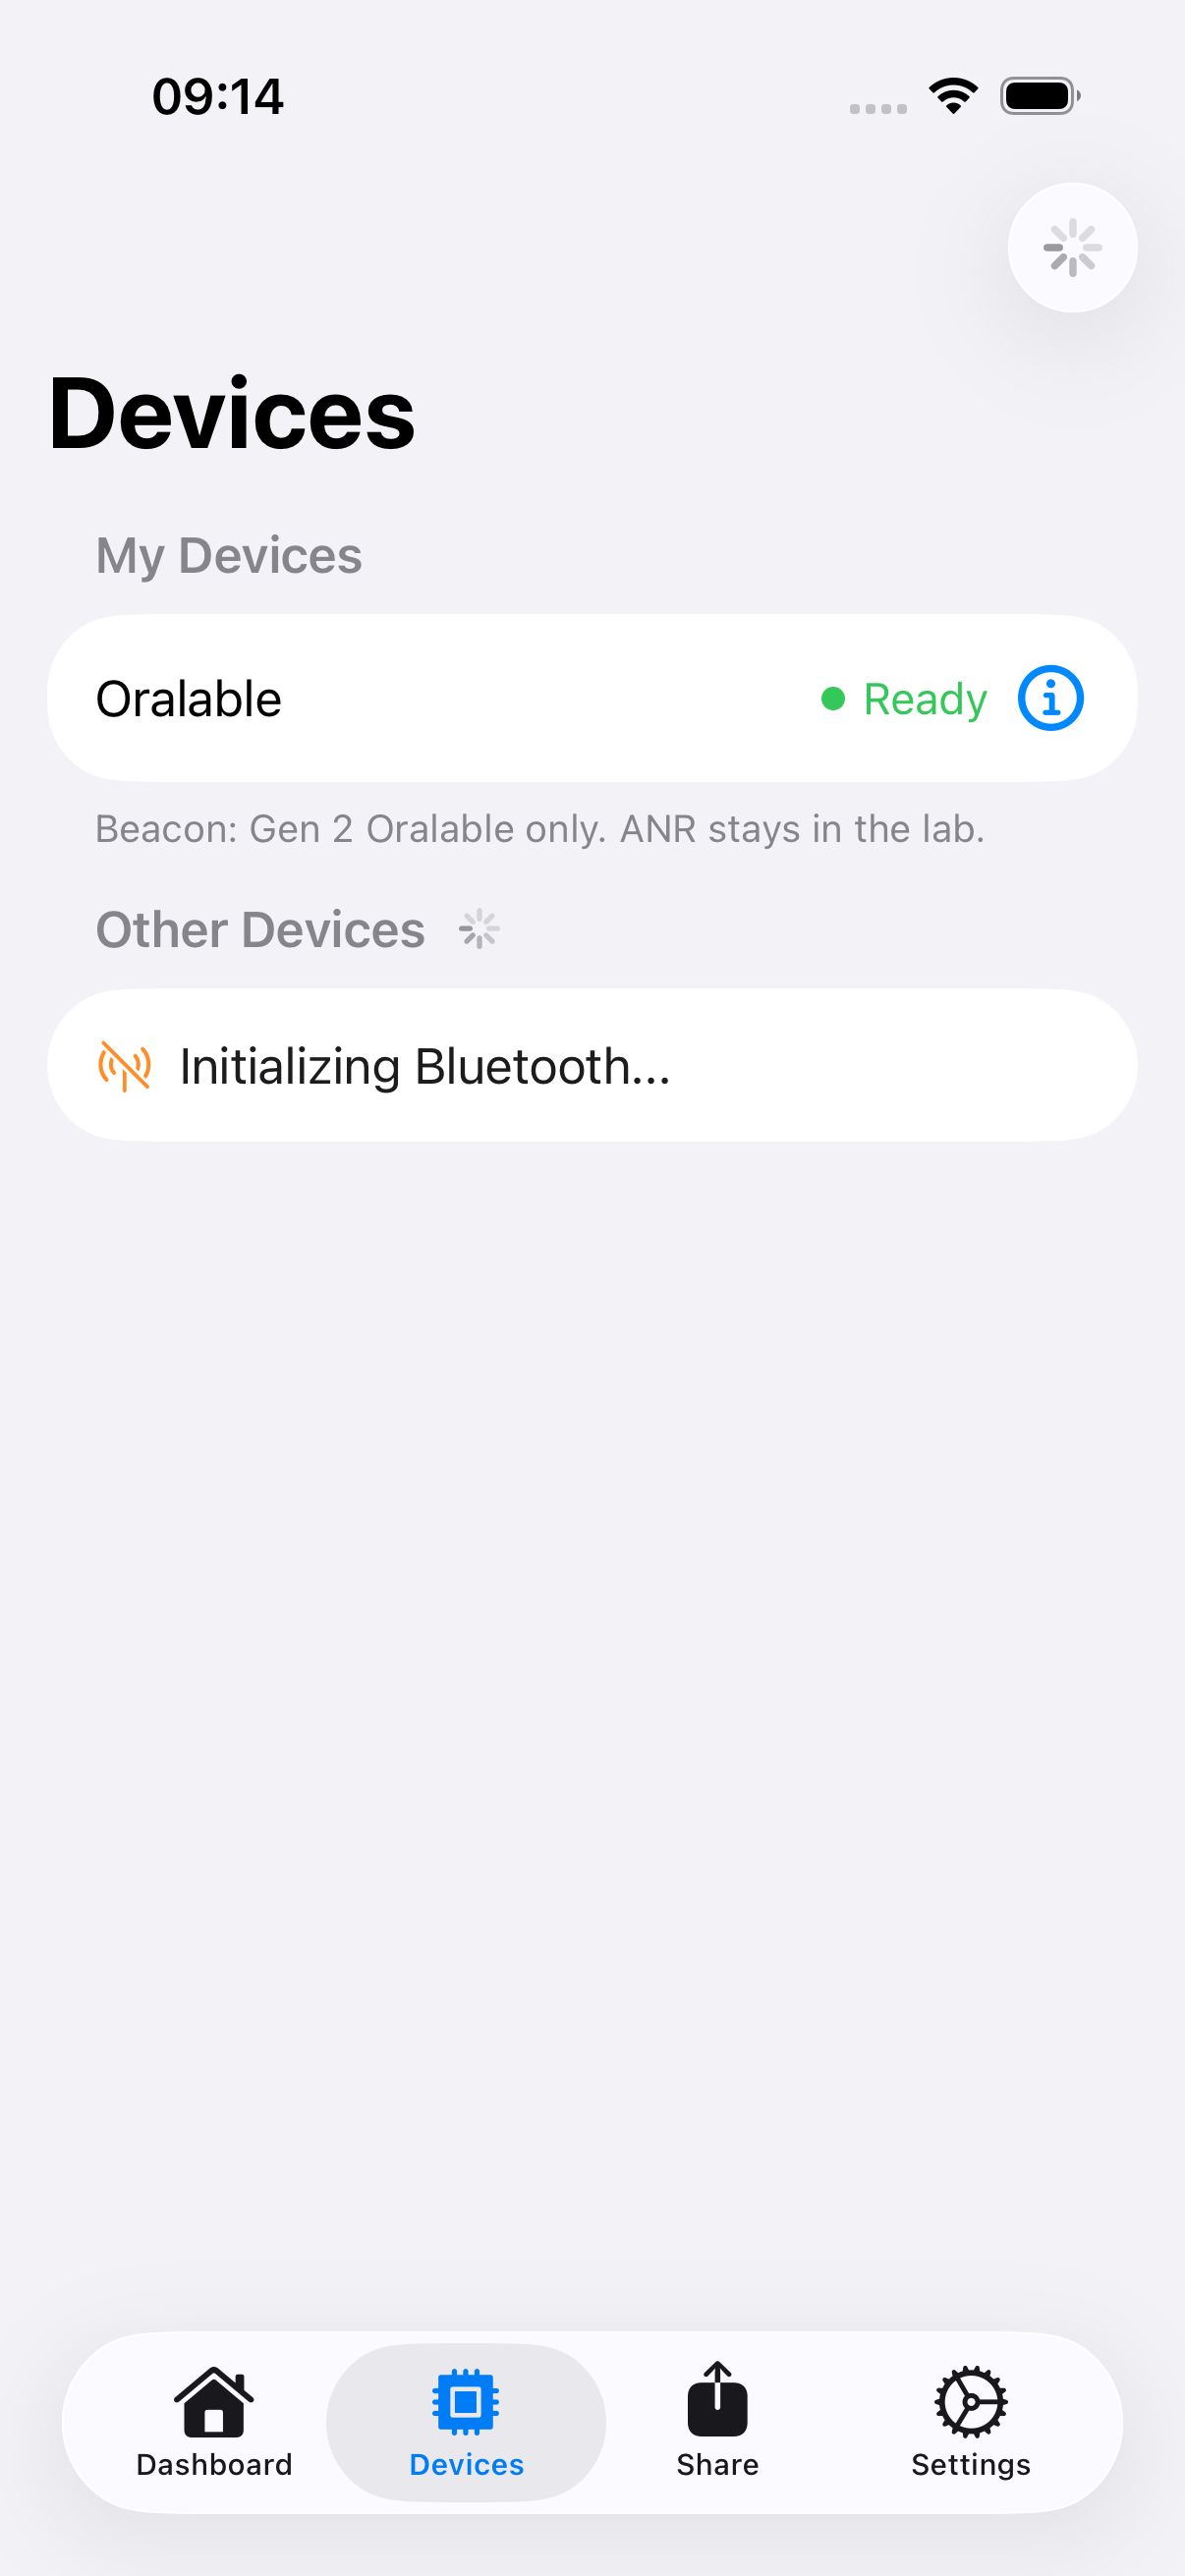 09:14
Devices
My Devices
Oralable
Ready
Beacon: Gen 2 Oralable only. ANR stays in the lab.
Other Devices
Initializing Bluetooth...
Dashboard
Devices
Share
Settings